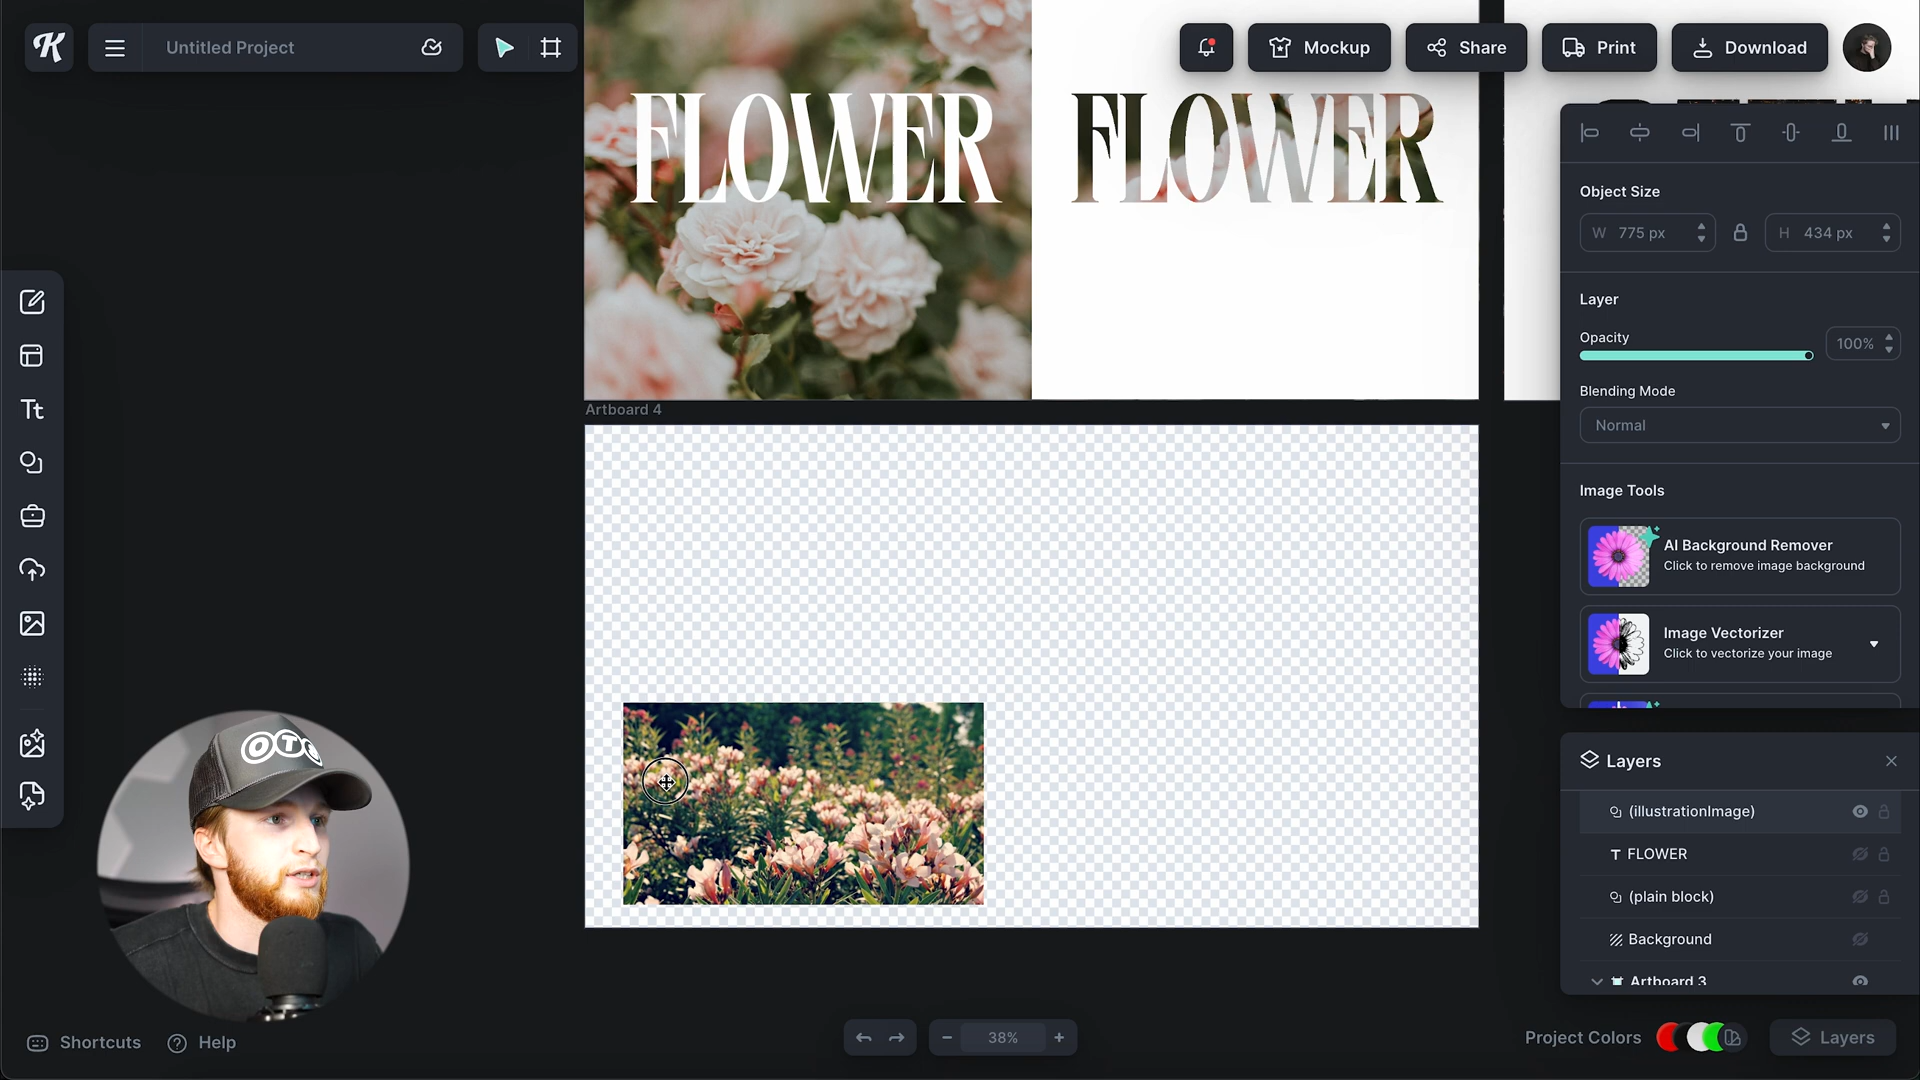 K
Untitled Project
Mockup
Share
Print
Download
FLOWER
FLOWER
Object Size
W 775 px
H 434 px
Layer
Opacity
100%
Blending Mode
Normal
Artboard 4
Image Tools
AI Background Remover
Click to remove image background
Image Vectorizer
Click to vectorize your image
Tt
Layers
(illustrationImage)
T FLOWER
(plain block)
Background
Artboard 3
Shortcuts
Help
38%
Project Colors
Layers